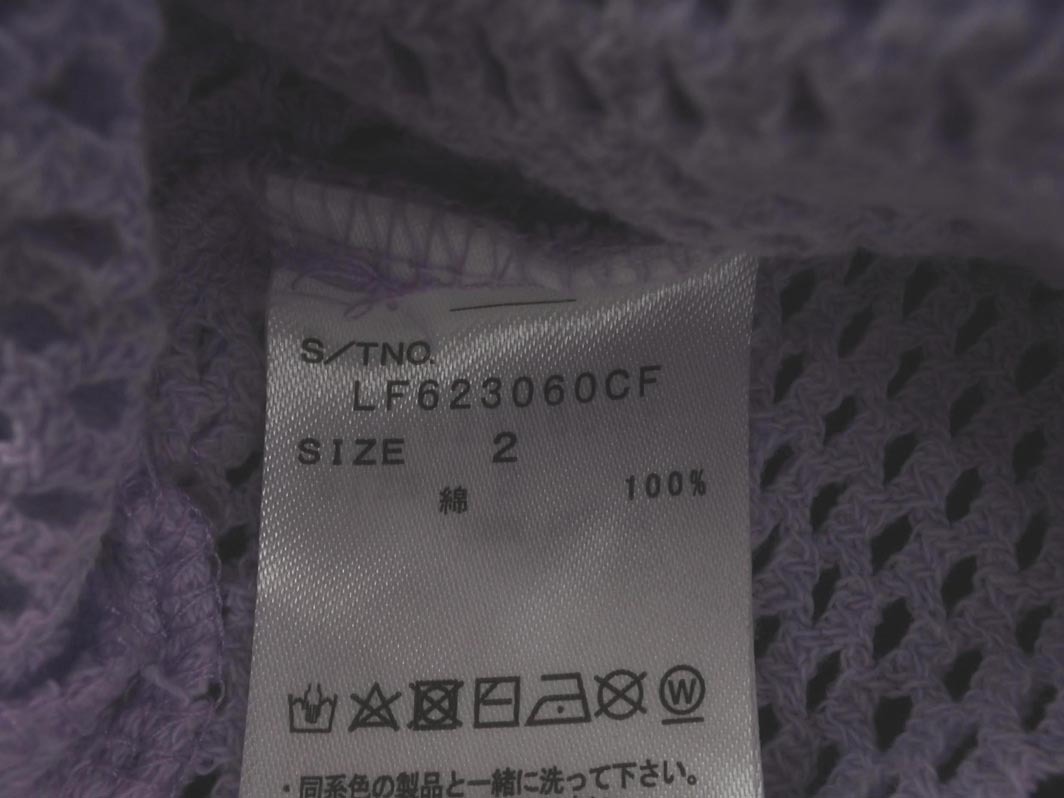 S/TNO.
LF623060CF
SIZE 2
綿 100%
W
・同系色の製品と一緒に洗って下さい。